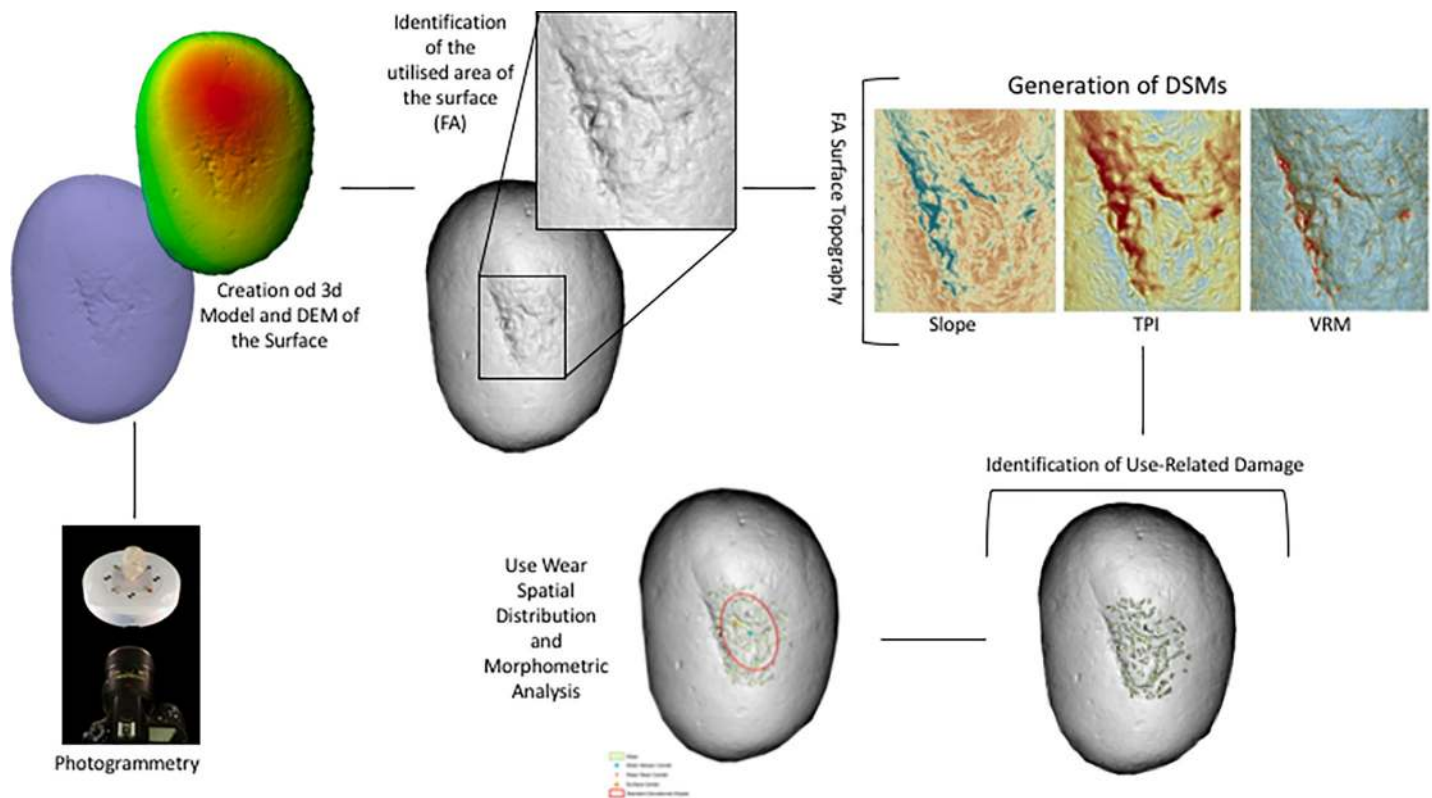 Identification
of the
utilised area of
the surface
(FA)
Generation of DSMs
FA Surface Topography
Slope
TPI
VRM
Creation od 3d
Model and DEM of
the Surface
Identification of Use-Related Damage
Use Wear
Spatial
Distribution
and
Morphometric
Analysis
Photogrammetry